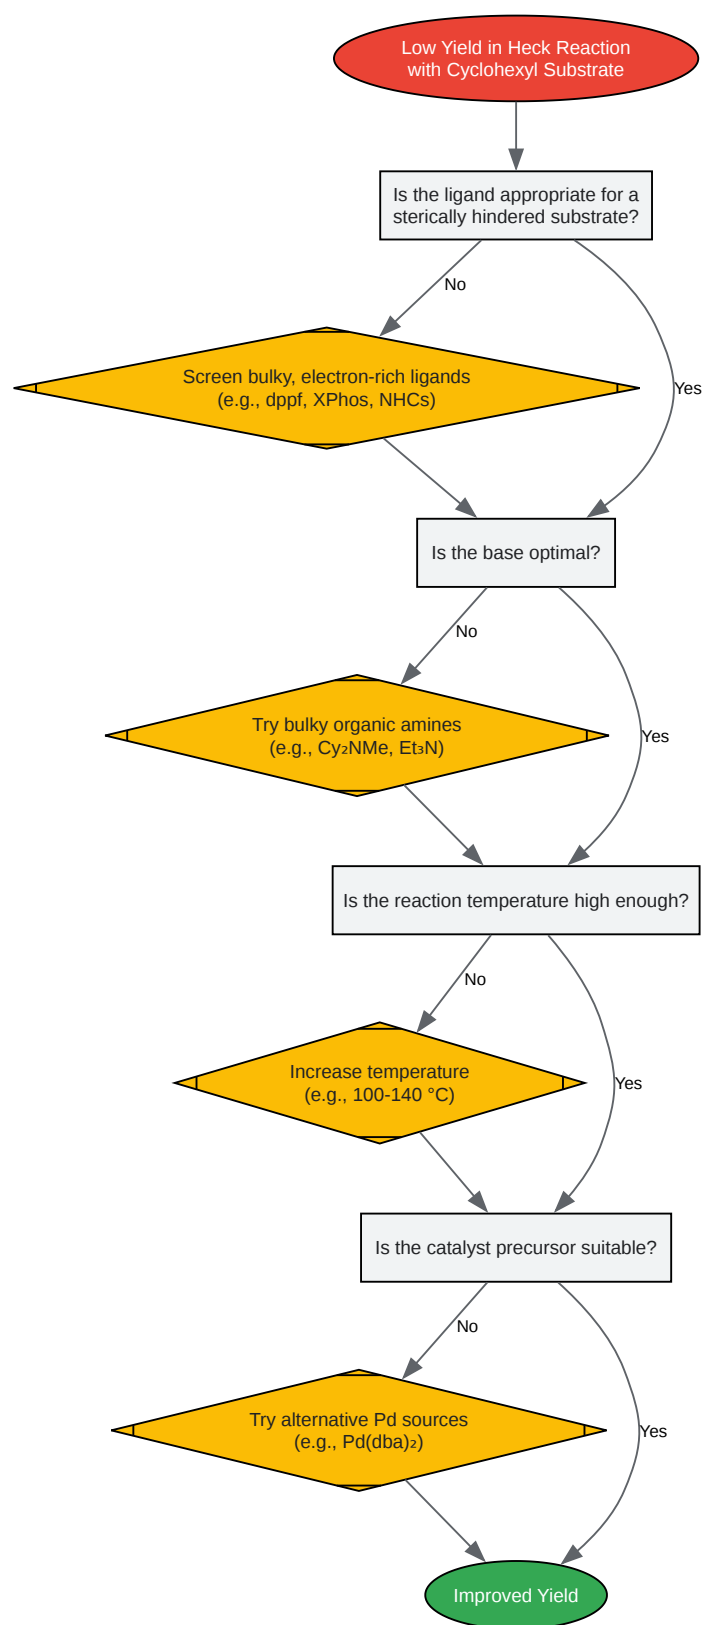 Low Yield in Heck Reaction
with Cyclohexyl Substrate
Is the ligand appropriate for a
sterically hindered substrate?
No
Screen bulky, electron-rich ligands
(e.g., dppf, XPhos, NHCs)
Yes
Is the base optimal?
No
Try bulky organic amines
(e.g., Cy₂NMe, Et₃N)
Yes
Is the reaction temperature high enough?
No
Increase temperature
(e.g., 100-140 °C)
Yes
Is the catalyst precursor suitable?
No
Try alternative Pd sources
(e.g., Pd(dba)₂)
Yes
Improved Yield